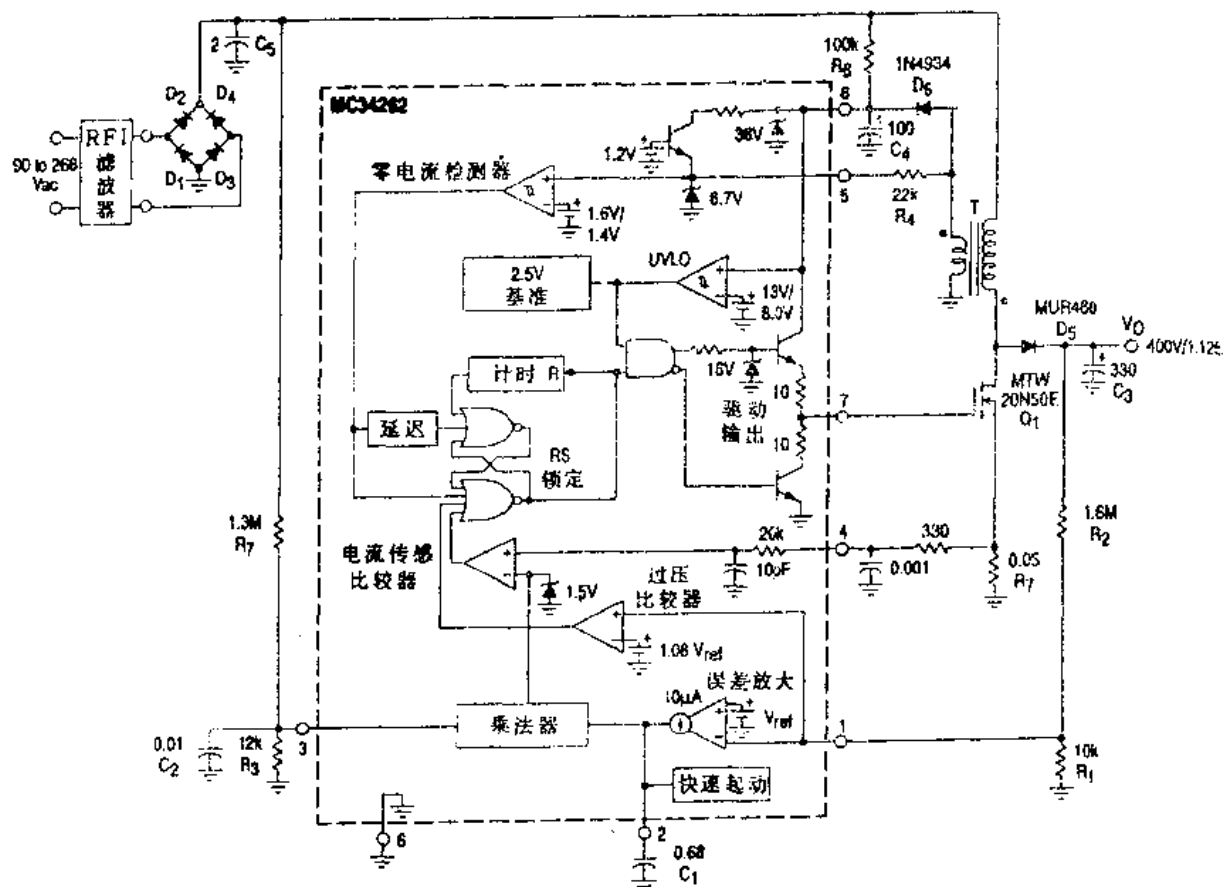 2
C5
100k
R6
1N4934
D6
D2
D4
MC34262
8
RFI
滤
波
器
90 to 268
Vac
D1
D3
36V
100
C4
1.2V
零电流检测器
6.7V
5
22k
R4
T
1.6V/
1.4V
UVLO
2.5V
基准
13V/
8.0V
MUR460
D5
VO
400V/1.125
330
C3
16V
计时 R
10
7
MTW
20N50E
Q1
驱动
输出
延迟
10
RS
锁定
1.3M
R7
20k
4
330
1.6M
R2
电流传感
比较器
10pF
0.001
0.05
R7
过压
比较器
1.5V
1.08 Vref
误差放大
10μA
Vref
1
乘法器
0.01
C2
12k
R3
3
10k
R1
快速起动
6
2
0.68
C1